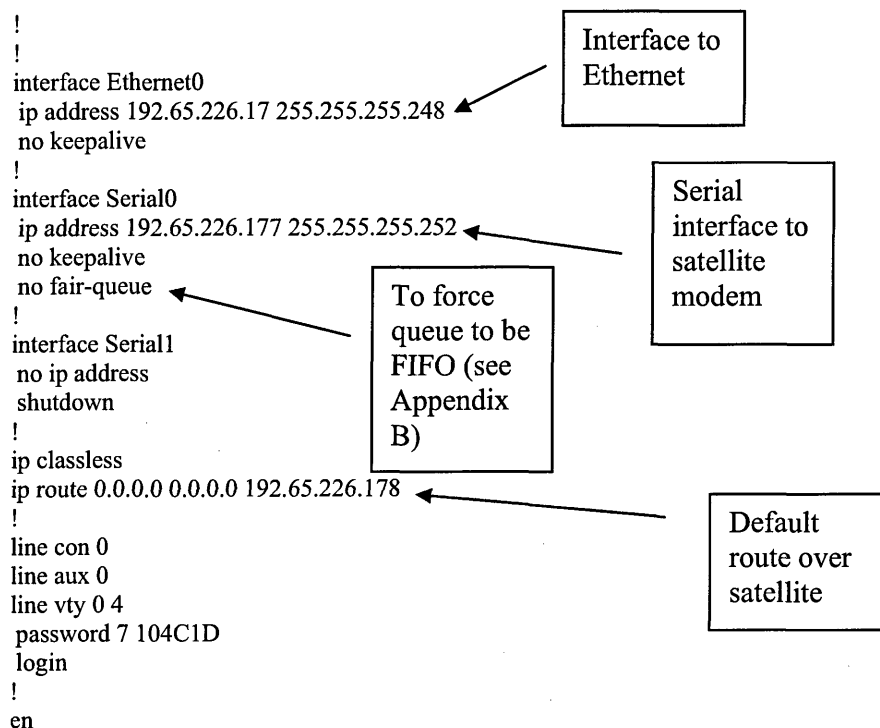 !
!
interface Ethernet0
ip address 192.65.226.17 255.255.255.248
no keepalive
!
interface Serial0
ip address 192.65.226.177 255.255.255.252
no keepalive
no fair-queue
!
interface Serial1
no ip address
shutdown
!
ip classless
ip route 0.0.0.0 0.0.0.0 192.65.226.178
!
line con 0
line aux 0
line vty 0 4
password 7 104C1D
login
!
en
Interface to
Ethernet
Serial
interface to
satellite
modem
To force
queue to be
FIFO (see
Appendix
B)
Default
route over
satellite